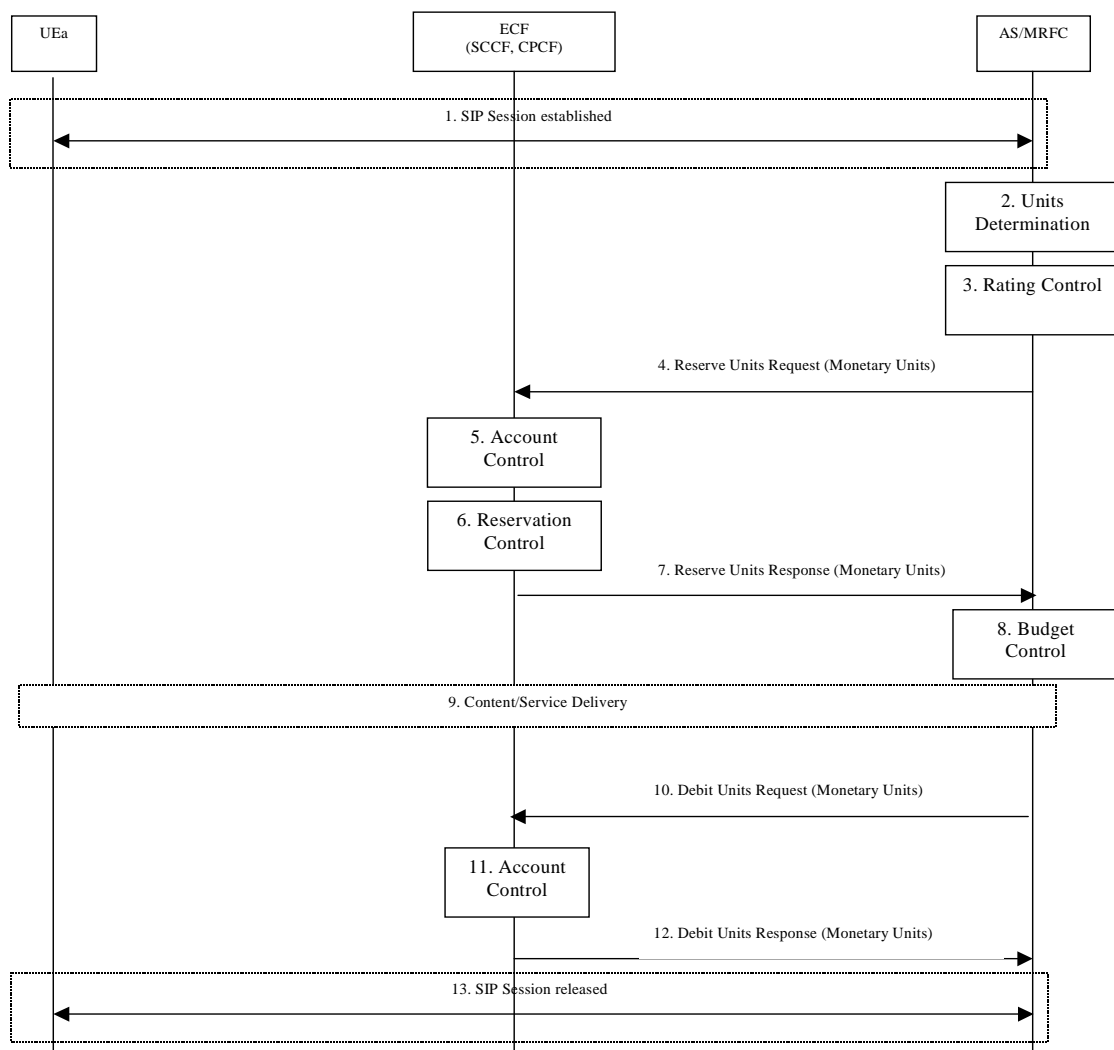 UEa
ECF
(SCCF, CPCF)
AS/MRFC
1. SIP Session established
2. Units
Determination
3. Rating Control
4. Reserve Units Request (Monetary Units)
5. Account
Control
6. Reservation
Control
7. Reserve Units Response (Monetary Units)
8. Budget
Control
9. Content/Service Delivery
10. Debit Units Request (Monetary Units)
11. Account
Control
12. Debit Units Response (Monetary Units)
13. SIP Session released